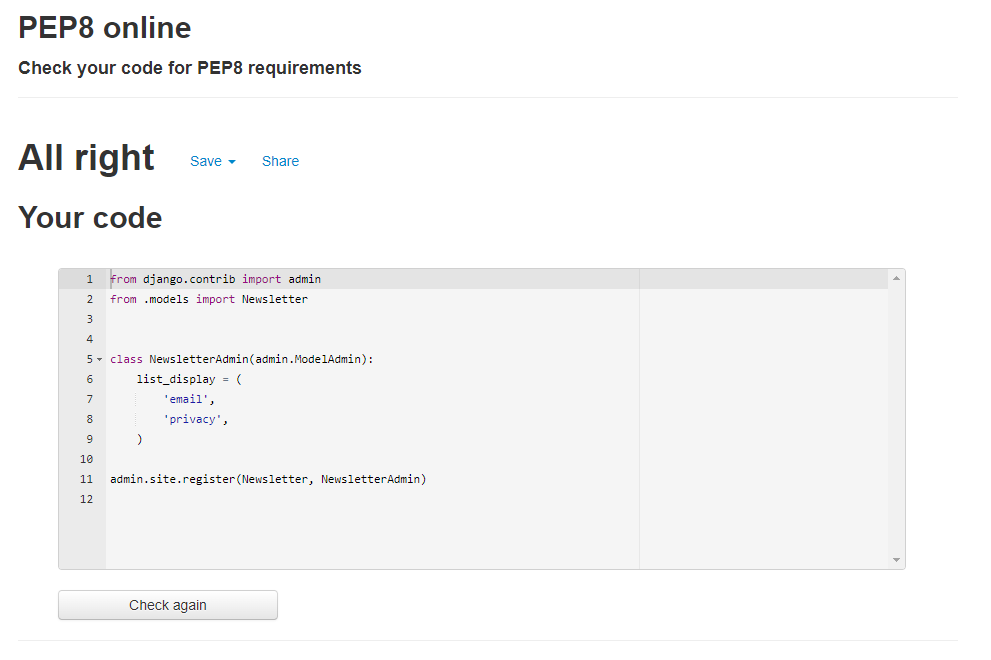 PEP8 online
Check your code for PEP8 requirements
All right Save Share
Your code
1 from django.contrib import admin
2 from .models import Newsletter
3
4
5 class NewsletterAdmin(admin.ModelAdmin):
6     list_display = (
7         'email',
8         'privacy',
9     )
10
11 admin.site.register(Newsletter, NewsletterAdmin)
12
Check again